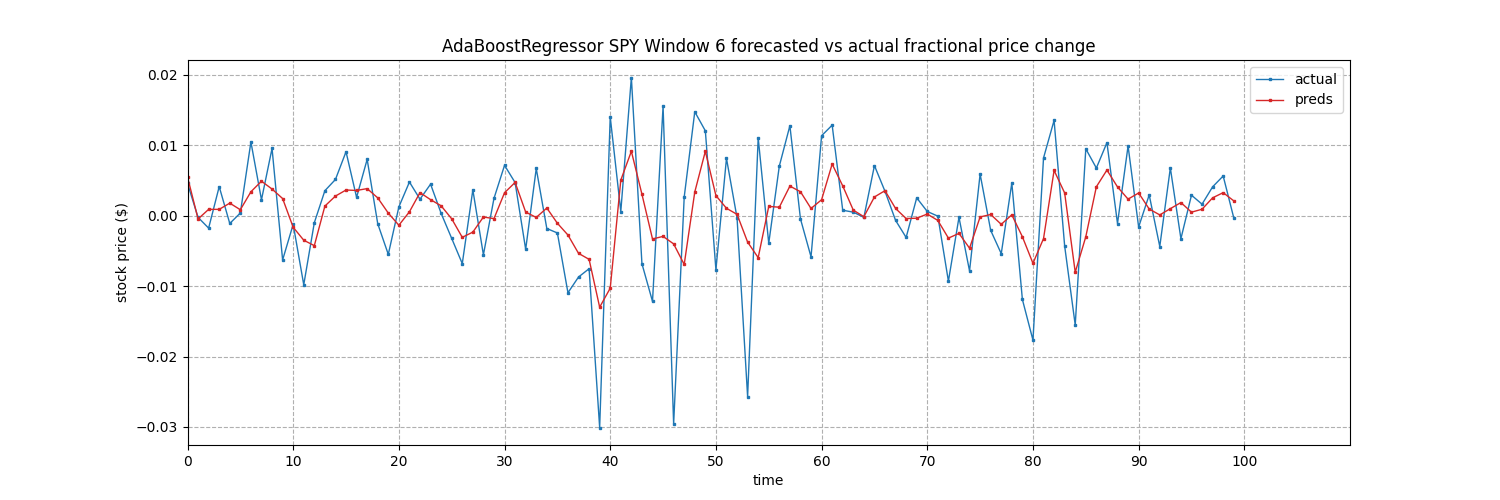 AdaBoostRegressor SPY Window 6 forecasted vs actual fractional price change
actual
preds
stock price ($)
0.02
0.01
0.00
−0.01
−0.02
−0.03
0 10 20 30 40 50 60 70 80 90 100
time